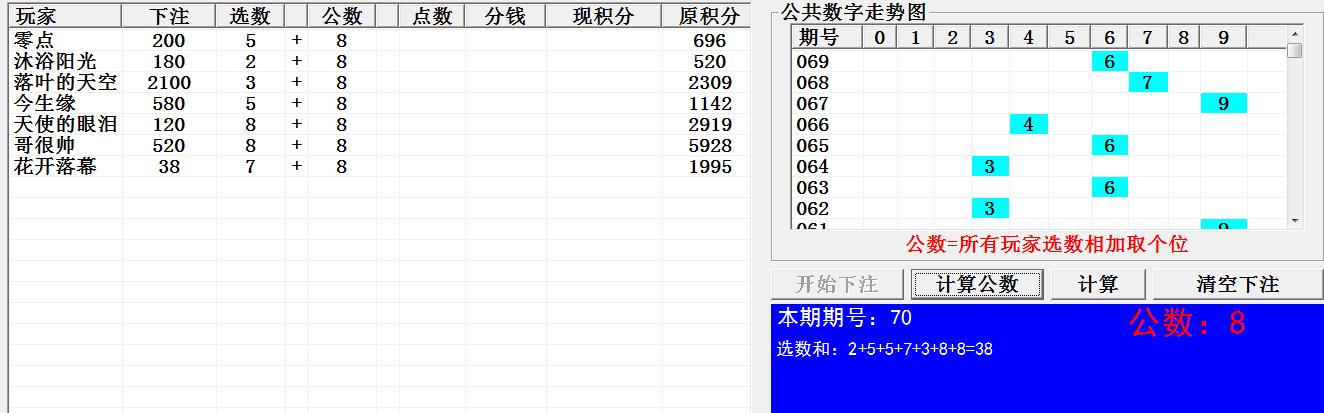 玩家 下注 选数 公数 点数 分钱 现积分 原积分
零点 200 5 + 8 696
沐浴阳光 180 2 + 8 520
落叶的天空 2100 3 + 8 2309
今生缘 580 5 + 8 1142
天使的眼泪 120 8 + 8 2919
哥很帅 520 8 + 8 5928
花开落幕 38 7 + 8 1995
公共数字走势图
期号 0 1 2 3 4 5 6 7 8 9
069 6
068 7
067 9
066 4
065 6
064 3
063 6
062 3
061 9
公数=所有玩家选数相加取个位
开始下注 计算公数 计算 清空下注
本期期号：70 公数：8
选数和：2+5+5+7+3+8+8=38